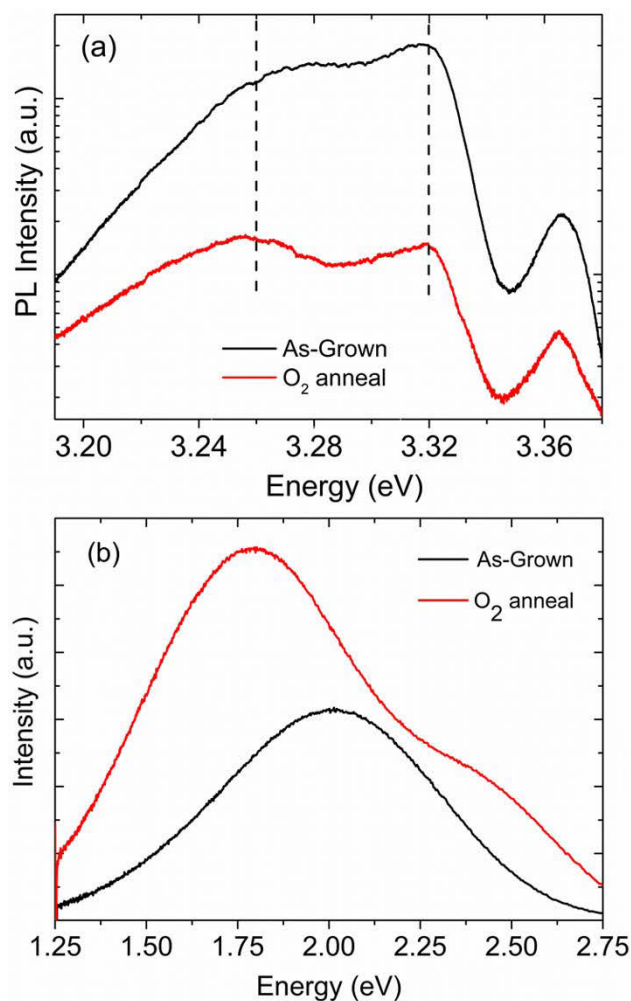 (a)
PL Intensity (a.u.)
As-Grown
O₂ anneal
3.20 3.24 3.28 3.32 3.36
Energy (eV)
(b)
Intensity (a.u.)
As-Grown
O₂ anneal
1.25 1.50 1.75 2.00 2.25 2.50 2.75
Energy (eV)